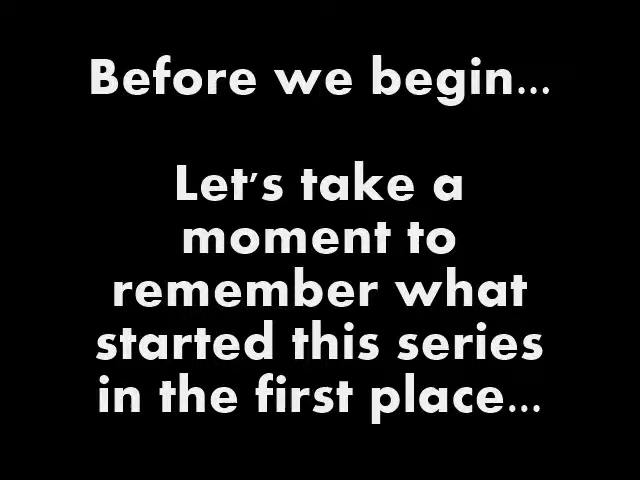 Before we begin...
Let's take a
moment to
remember what
started this series
in the first place...